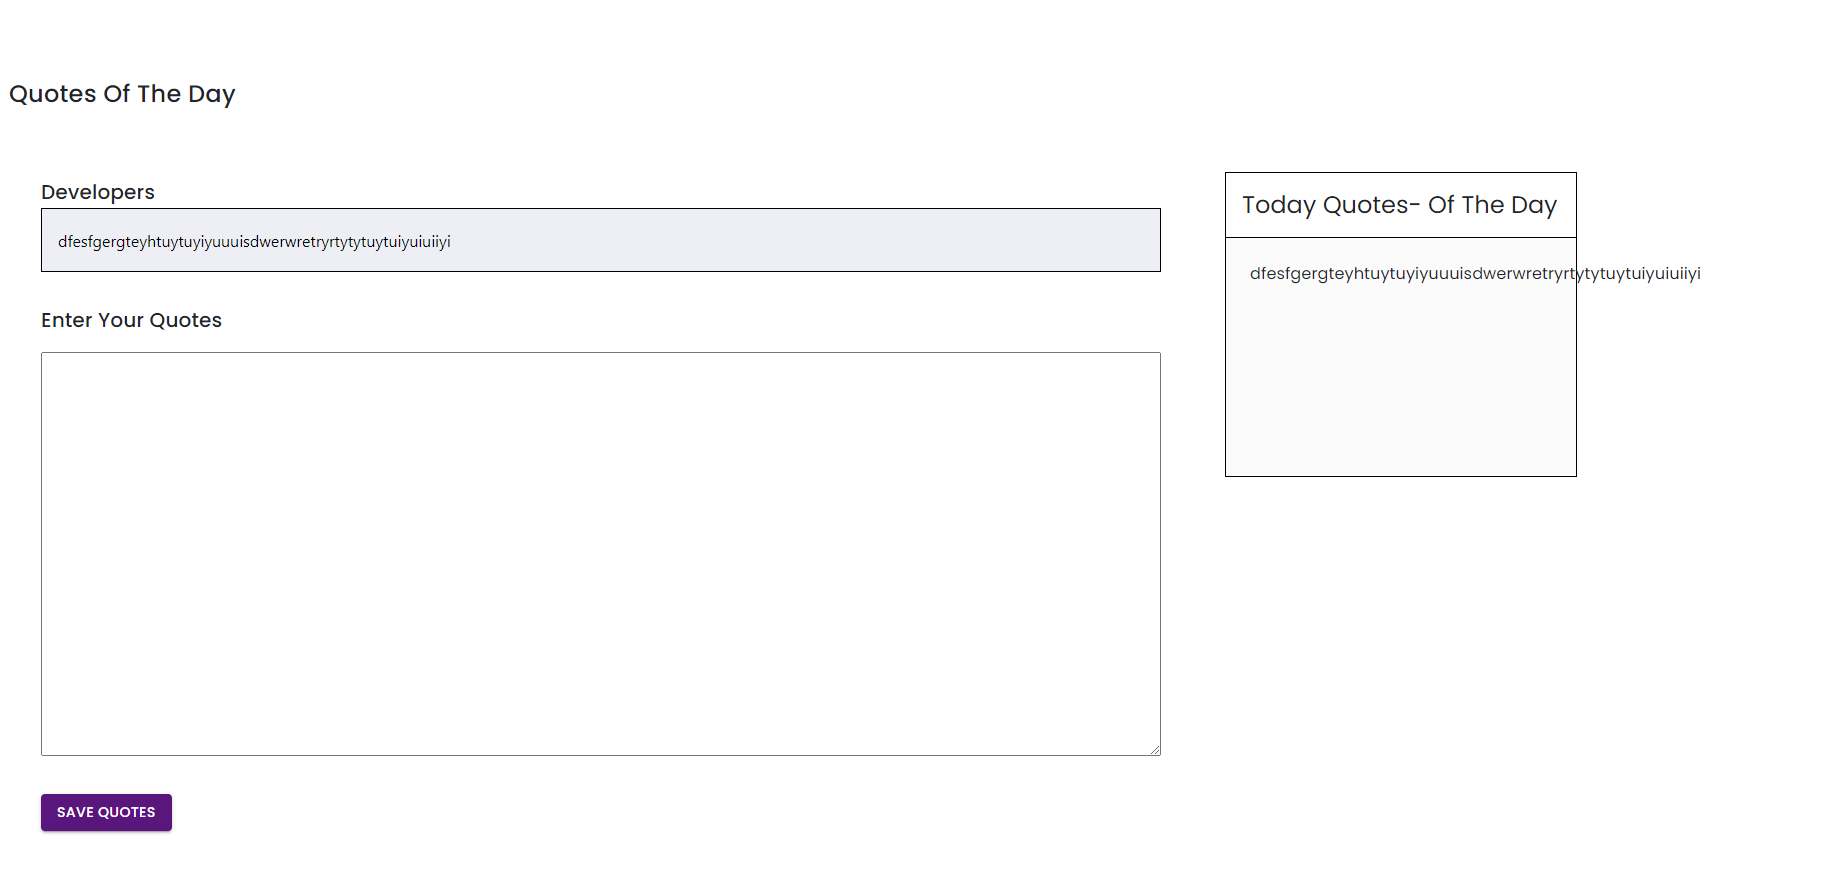 Quotes Of The Day
Developers
dfesfgergteyhtuytuyiyuuuisdwerwretryrtytytuytuiyuiuiiyi
Enter Your Quotes
SAVE QUOTES
Today Quotes- Of The Day
dfesfgergteyhtuytuyiyuuuisdwerwretryrtytytuytuiyuiuiiyi